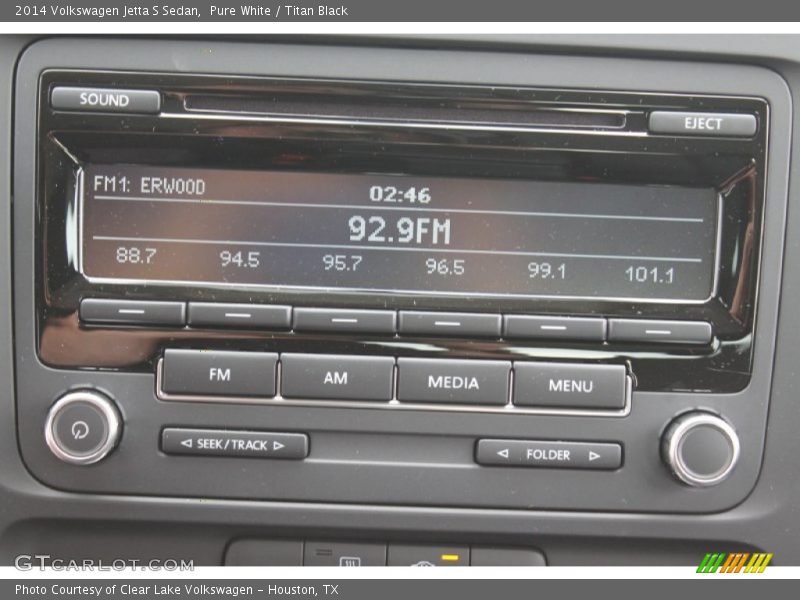 2014 Volkswagen Jetta S Sedan,  Pure White / Titan Black
SOUND
EJECT
FM1: ERWOOD
02:46
92.9FM
88.7 94.5 95.7 96.5 99.1 101.1
FM AM MEDIA MENU
SEEK/TRACK
FOLDER
GTCARLOT.COM
Photo Courtesy of Clear Lake Volkswagen - Houston, TX